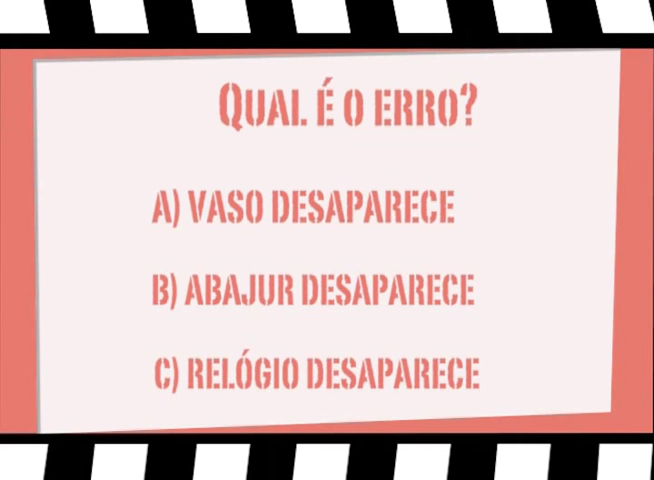 QUAL É O ERRO?
A) VASO DESAPARECE
B) ABAJUR DESAPARECE
C) RELÓGIO DESAPARECE